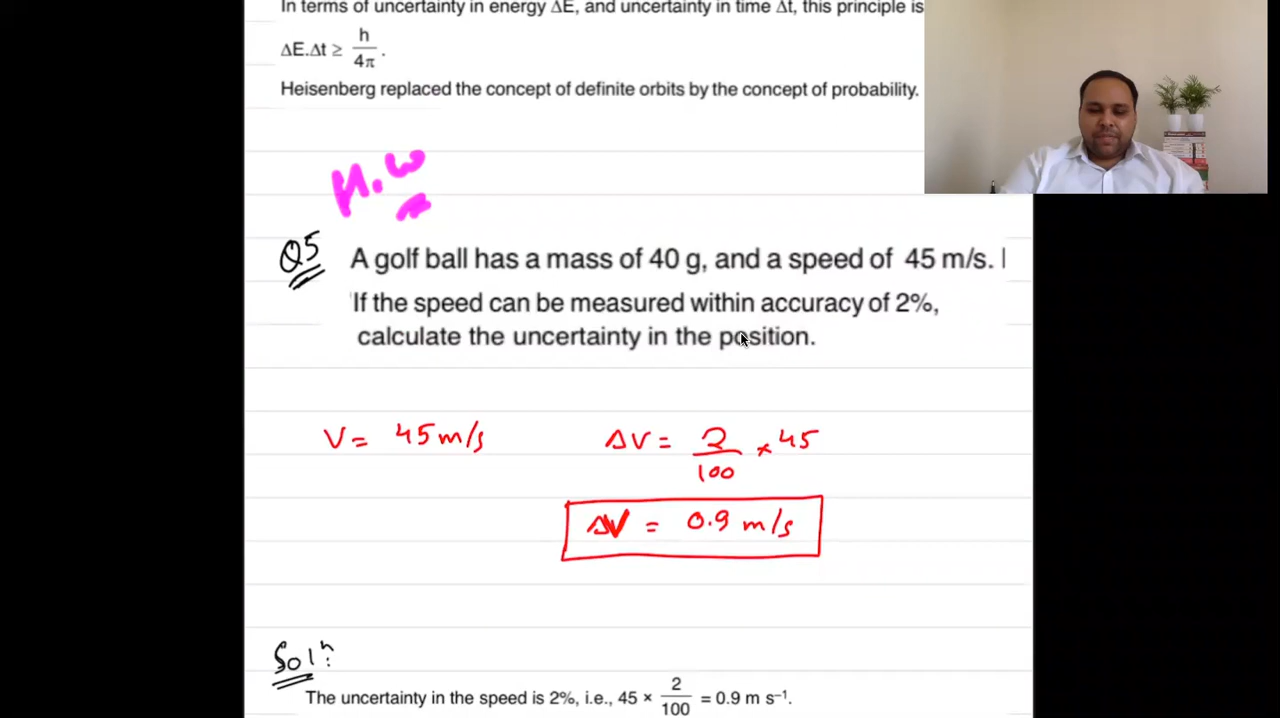 In terms of uncertainty in energy ΔE, and uncertainty in time Δt, this principle is
ΔE.Δt ≥ h/4π .
Heisenberg replaced the concept of definite orbits by the concept of probability.
H.W
Q5 A golf ball has a mass of 40 g, and a speed of 45 m/s.
If the speed can be measured within accuracy of 2%,
calculate the uncertainty in the position.
V = 45 m/s ΔV = 2/100 × 45
ΔV = 0.9 m/s
Solⁿ:
The uncertainty in the speed is 2%, i.e., 45 × 2/100 = 0.9 m s⁻¹.